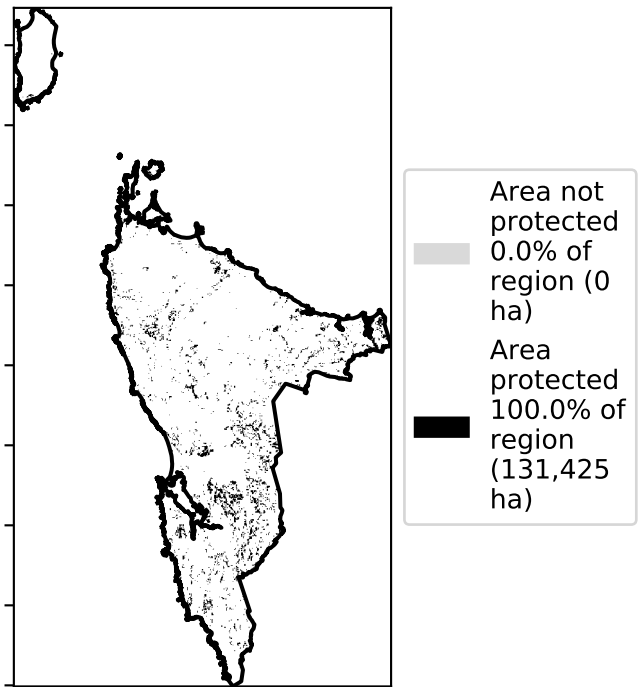 Area not
protected
0.0% of
region (0
ha)
Area
protected
100.0% of
region
(131,425
ha)